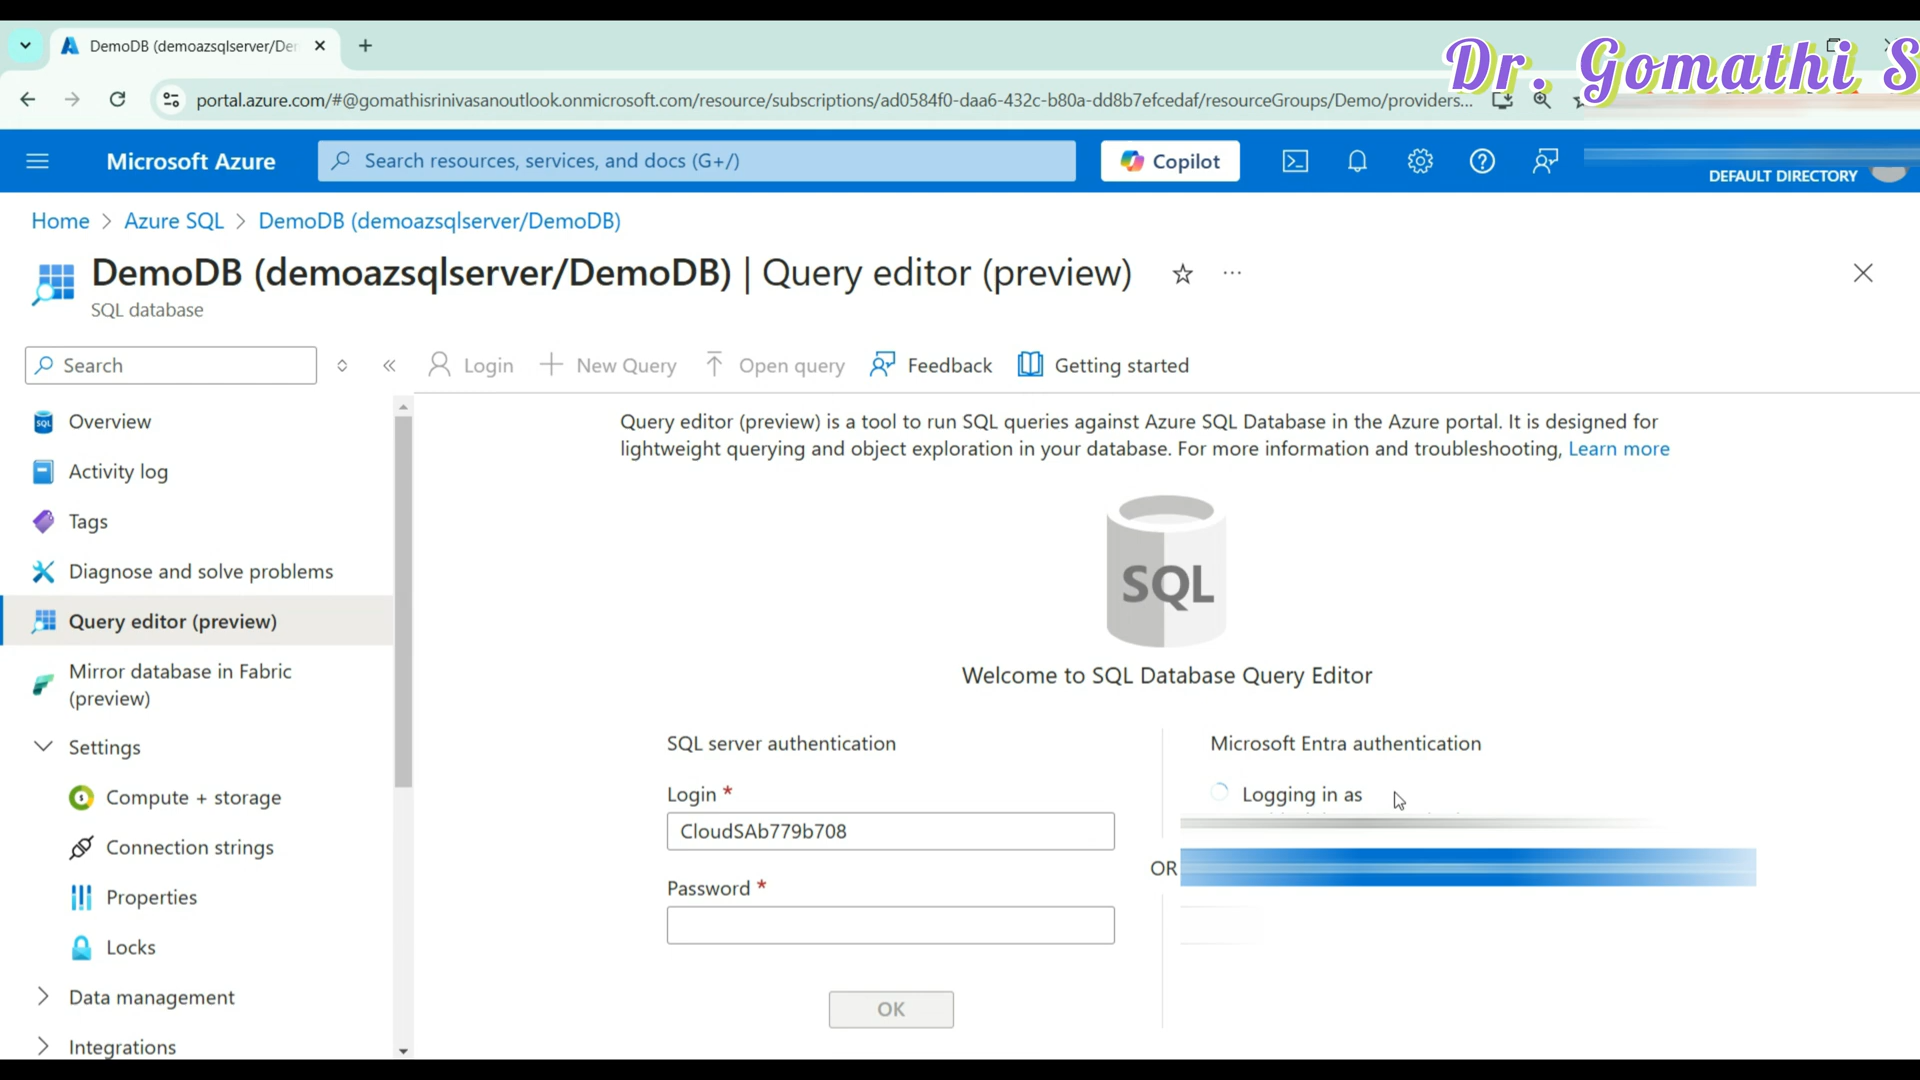 DemoDB (demoazsqlserver/Der
Dr. Gomathi S
portal.azure.com/#@gomathisrinivasanoutlook.onmicrosoft.com/resource/subscriptions/ad0584f0-daa6-432c-b80a-dd8b7efcedaf/resourceGroups/Demo/providers...
Microsoft Azure
Search resources, services, and docs (G+/)
Copilot
DEFAULT DIRECTORY
Home > Azure SQL > DemoDB (demoazsqlserver/DemoDB)
DemoDB (demoazsqlserver/DemoDB) | Query editor (preview)
SQL database
Search
Login
New Query
Open query
Feedback
Getting started
Overview
Activity log
Tags
Diagnose and solve problems
Query editor (preview)
Mirror database in Fabric
(preview)
Settings
Compute + storage
Connection strings
Properties
Locks
Data management
Integrations
Query editor (preview) is a tool to run SQL queries against Azure SQL Database in the Azure portal. It is designed for
lightweight querying and object exploration in your database. For more information and troubleshooting, Learn more
SQL
Welcome to SQL Database Query Editor
SQL server authentication
Login *
CloudSAb779b708
Password *
OK
OR
Microsoft Entra authentication
Logging in as